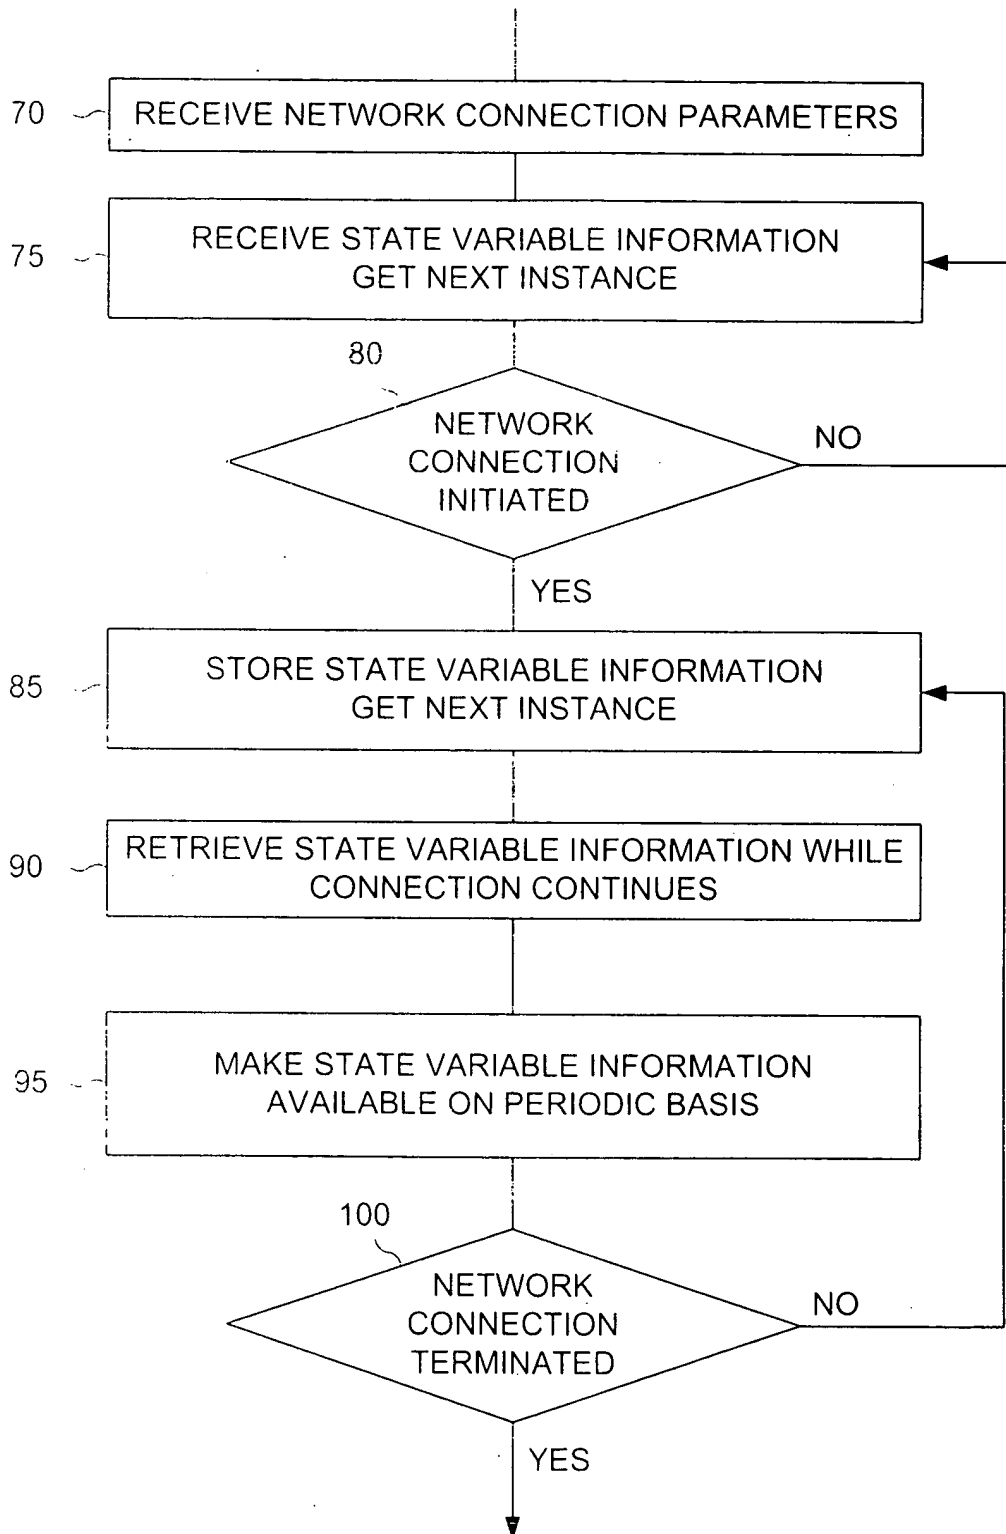 70
RECEIVE NETWORK CONNECTION PARAMETERS
75
RECEIVE STATE VARIABLE INFORMATION
GET NEXT INSTANCE
80
NETWORK
CONNECTION
INITIATED
NO
YES
85
STORE STATE VARIABLE INFORMATION
GET NEXT INSTANCE
90
RETRIEVE STATE VARIABLE INFORMATION WHILE
CONNECTION CONTINUES
95
MAKE STATE VARIABLE INFORMATION
AVAILABLE ON PERIODIC BASIS
100
NETWORK
CONNECTION
TERMINATED
NO
YES